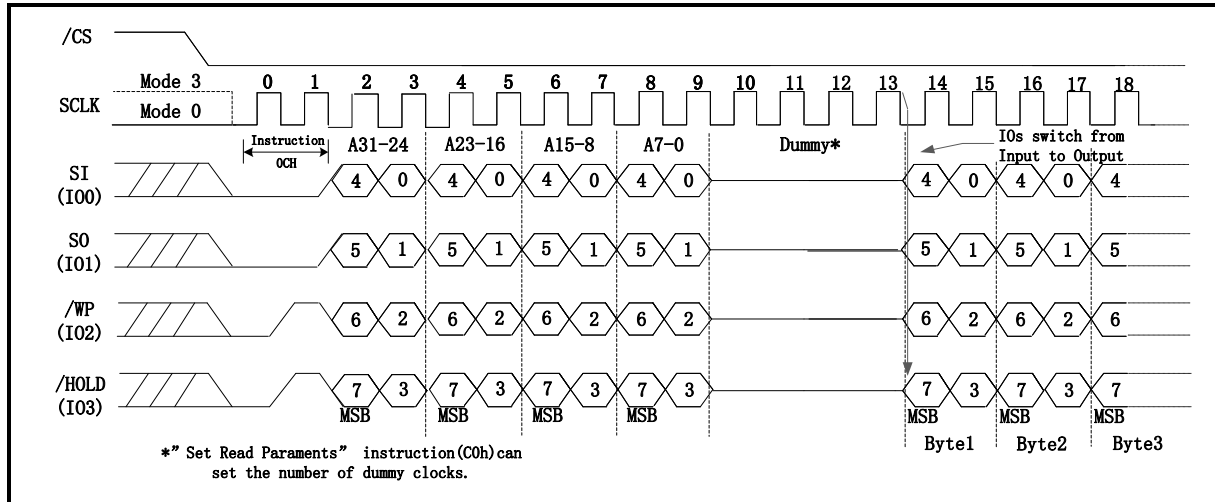 /CS
Mode 3
0 1 2 3 4 5 6 7 8 9 10 11 12 13 14 15 16 17 18
SCLK
Mode 0
Instruction
0CH
A31-24 A23-16 A15-8 A7-0 Dummy*
IOs switch from
Input to Output
SI
(IO0)
4 0 4 0 4 0 4 0 4 0 4 0 4
SO
(IO1)
5 1 5 1 5 1 5 1 5 1 5 1 5
/WP
(IO2)
6 2 6 2 6 2 6 2 6 2 6 2 6
/HOLD
(IO3)
7 3 7 3 7 3 7 3 7 3 7 3 7
MSB MSB MSB MSB MSB MSB MSB
Byte1 Byte2 Byte3
*” Set Read Paraments” instruction(C0h)can
set the number of dummy clocks.